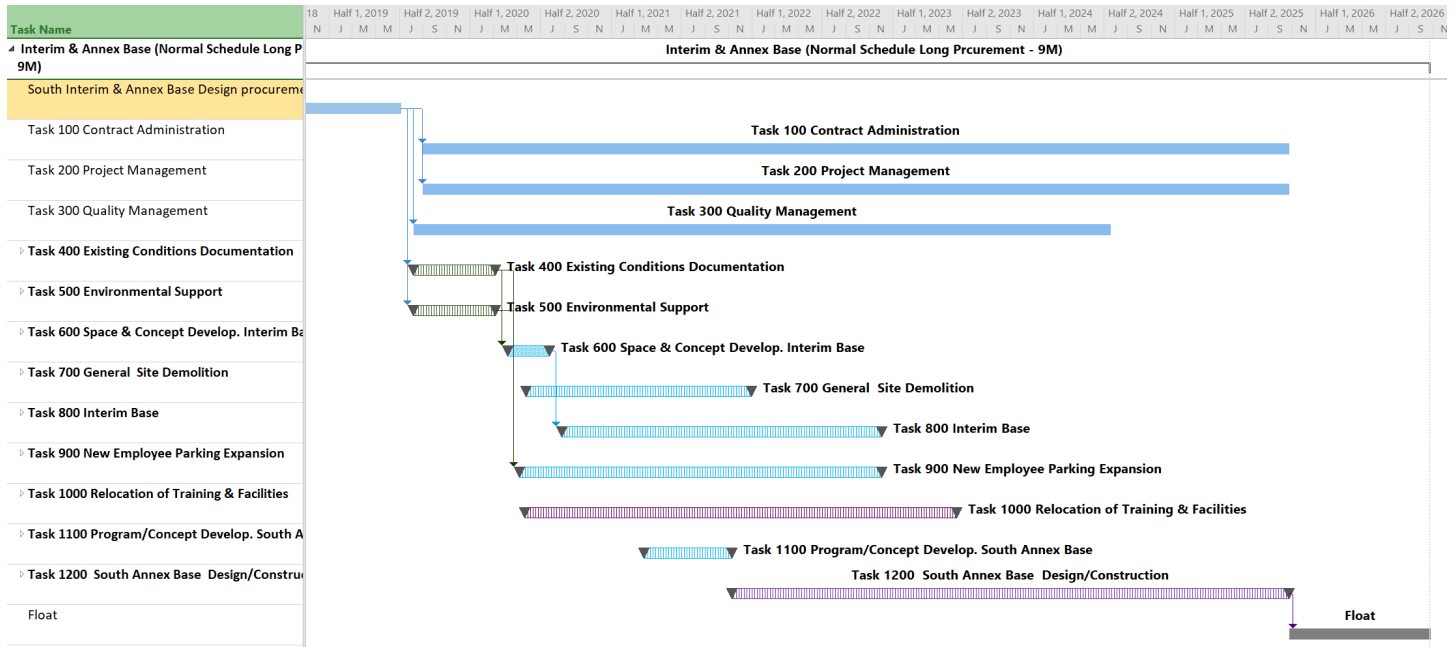 18 Half 1, 2019 Half 2, 2019 Half 1, 2020 Half 2, 2020 Half 1, 2021 Half 2, 2021 Half 1, 2022 Half 2, 2022 Half 1, 2023 Half 2, 2023 Half 1, 2024 Half 2, 2024 Half 1, 2025 Half 2, 2025 Half 1, 2026 Half 2, 2026
Task Name N J M M J S N J M M J S N J M M J S N J M M J S N J M M J S N J M M J S N J M M J S N J M M J S N
Interim & Annex Base (Normal Schedule Long P
9M)
Interim & Annex Base (Normal Schedule Long Prcurement - 9M)
South Interim & Annex Base Design procureme
Task 100 Contract Administration Task 100 Contract Administration
Task 200 Project Management Task 200 Project Management
Task 300 Quality Management Task 300 Quality Management
Task 400 Existing Conditions Documentation Task 400 Existing Conditions Documentation
Task 500 Environmental Support Task 500 Environmental Support
Task 600 Space & Concept Develop. Interim Ba Task 600 Space & Concept Develop. Interim Base
Task 700 General Site Demolition Task 700 General Site Demolition
Task 800 Interim Base Task 800 Interim Base
Task 900 New Employee Parking Expansion Task 900 New Employee Parking Expansion
Task 1000 Relocation of Training & Facilities Task 1000 Relocation of Training & Facilities
Task 1100 Program/Concept Develop. South A Task 1100 Program/Concept Develop. South Annex Base
Task 1200 South Annex Base Design/Constru Task 1200 South Annex Base Design/Construction
Float Float